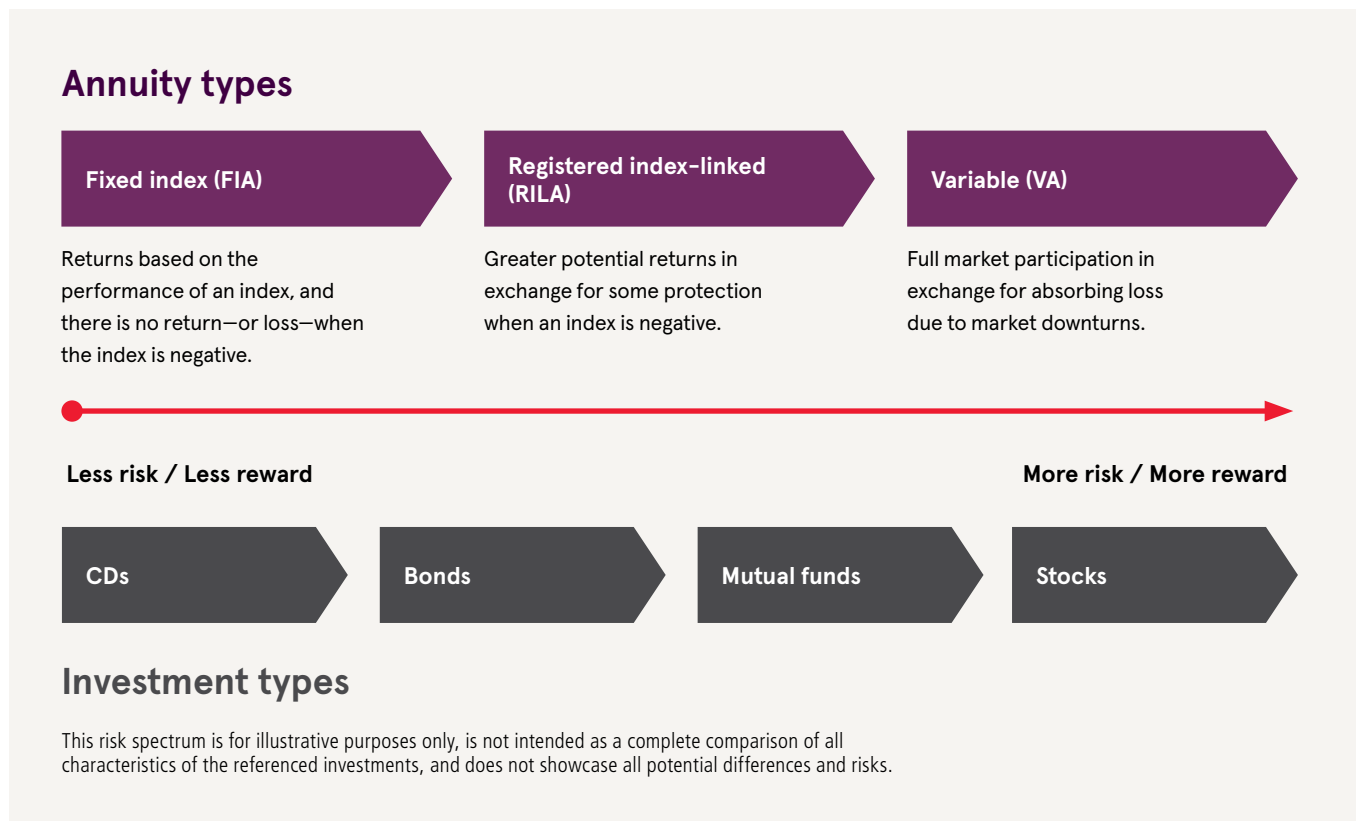 Annuity types
Fixed index (FIA)
Returns based on the
performance of an index, and
there is no return—or loss—when
the index is negative.
Registered index-linked
(RILA)
Greater potential returns in
exchange for some protection
when an index is negative.
Variable (VA)
Full market participation in
exchange for absorbing loss
due to market downturns.
Less risk / Less reward
More risk / More reward
CDs
Bonds
Mutual funds
Stocks
Investment types
This risk spectrum is for illustrative purposes only, is not intended as a complete comparison of all
characteristics of the referenced investments, and does not showcase all potential differences and risks.